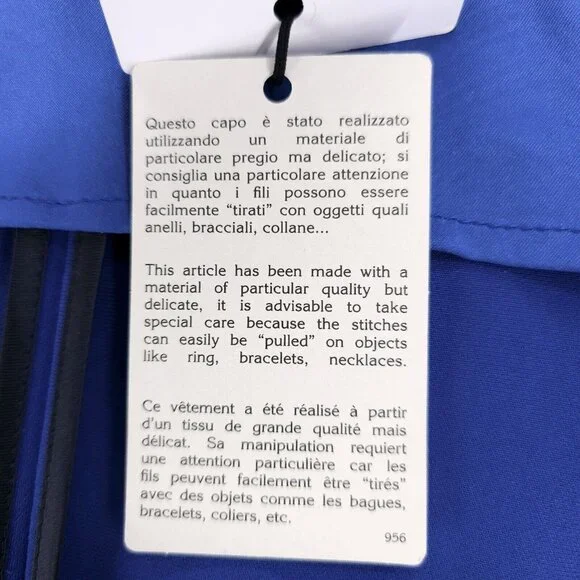 Questo capo è stato realizzato
utilizzando un materiale di
particolare pregio ma delicato; si
consiglia una particolare attenzione
in quanto i fili possono essere
facilmente “tirati” con oggetti quali
anelli, bracciali, collane...
This article has been made with a
material of particular quality but
delicate, it is advisable to take
special care because the stitches
can easily be “pulled” on objects
like ring, bracelets, necklaces.
Ce vêtement a été réalisé à partir
d'un tissu de grande qualité mais
délicat. Sa manipulation requiert
une attention particulière car les
fils peuvent facilement être “tirés”
avec des objets comme les bagues,
bracelets, coliers, etc.
956